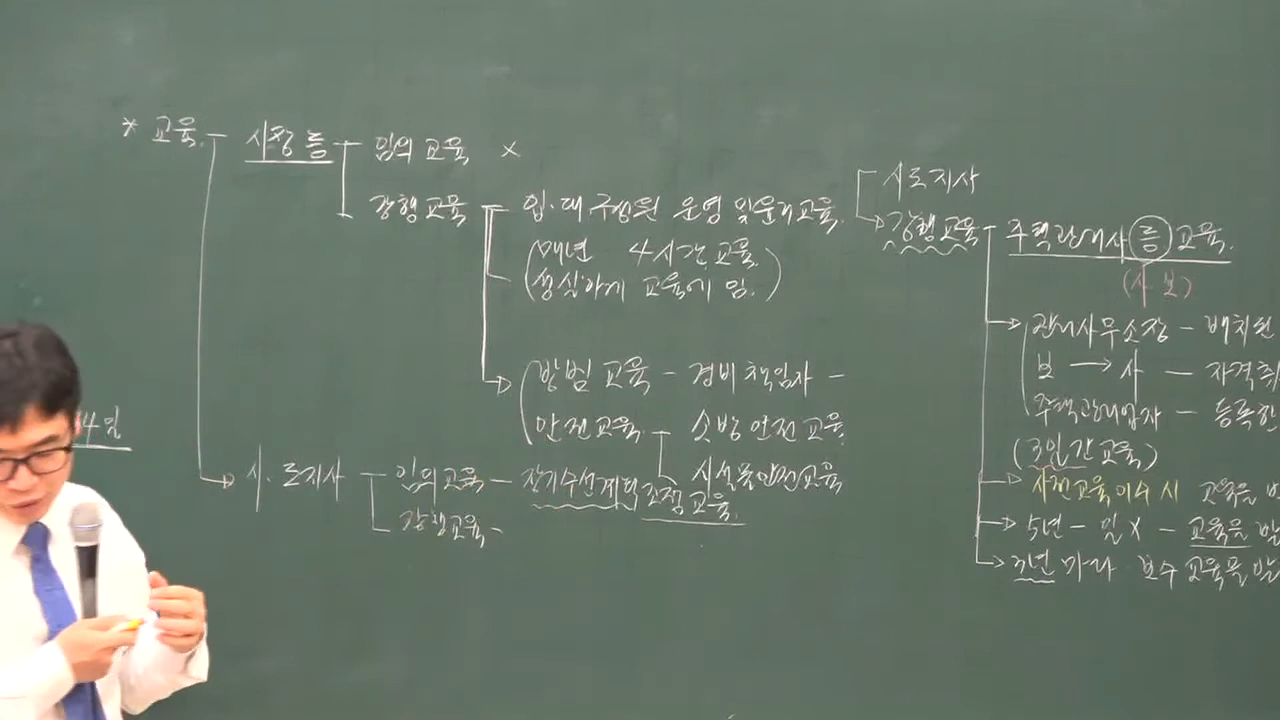 * 교육 시장 등 임의 교육 ×
강행교육 입·대 구성원 운영 및 윤리교육
(매년 4시간 교육.
성실하게 교육에 임.)
방범 교육 - 경비책임자 -
안전교육 소방안전교육
시설물안전교육
4일
시·도지사 임의교육 - 장기수선계획 조정교육
강행교육 -
시·도지사
강행교육 - 주택관리사 등 교육.
(사 보)
관리사무소장 - 배치된
보 → 사 - 자격취
주택관리업자 - 등록한
(3일간 교육)
사전교육이수시 교육을 받
5년 - 일× - 교육을 받
3년 마다 보수교육을 받